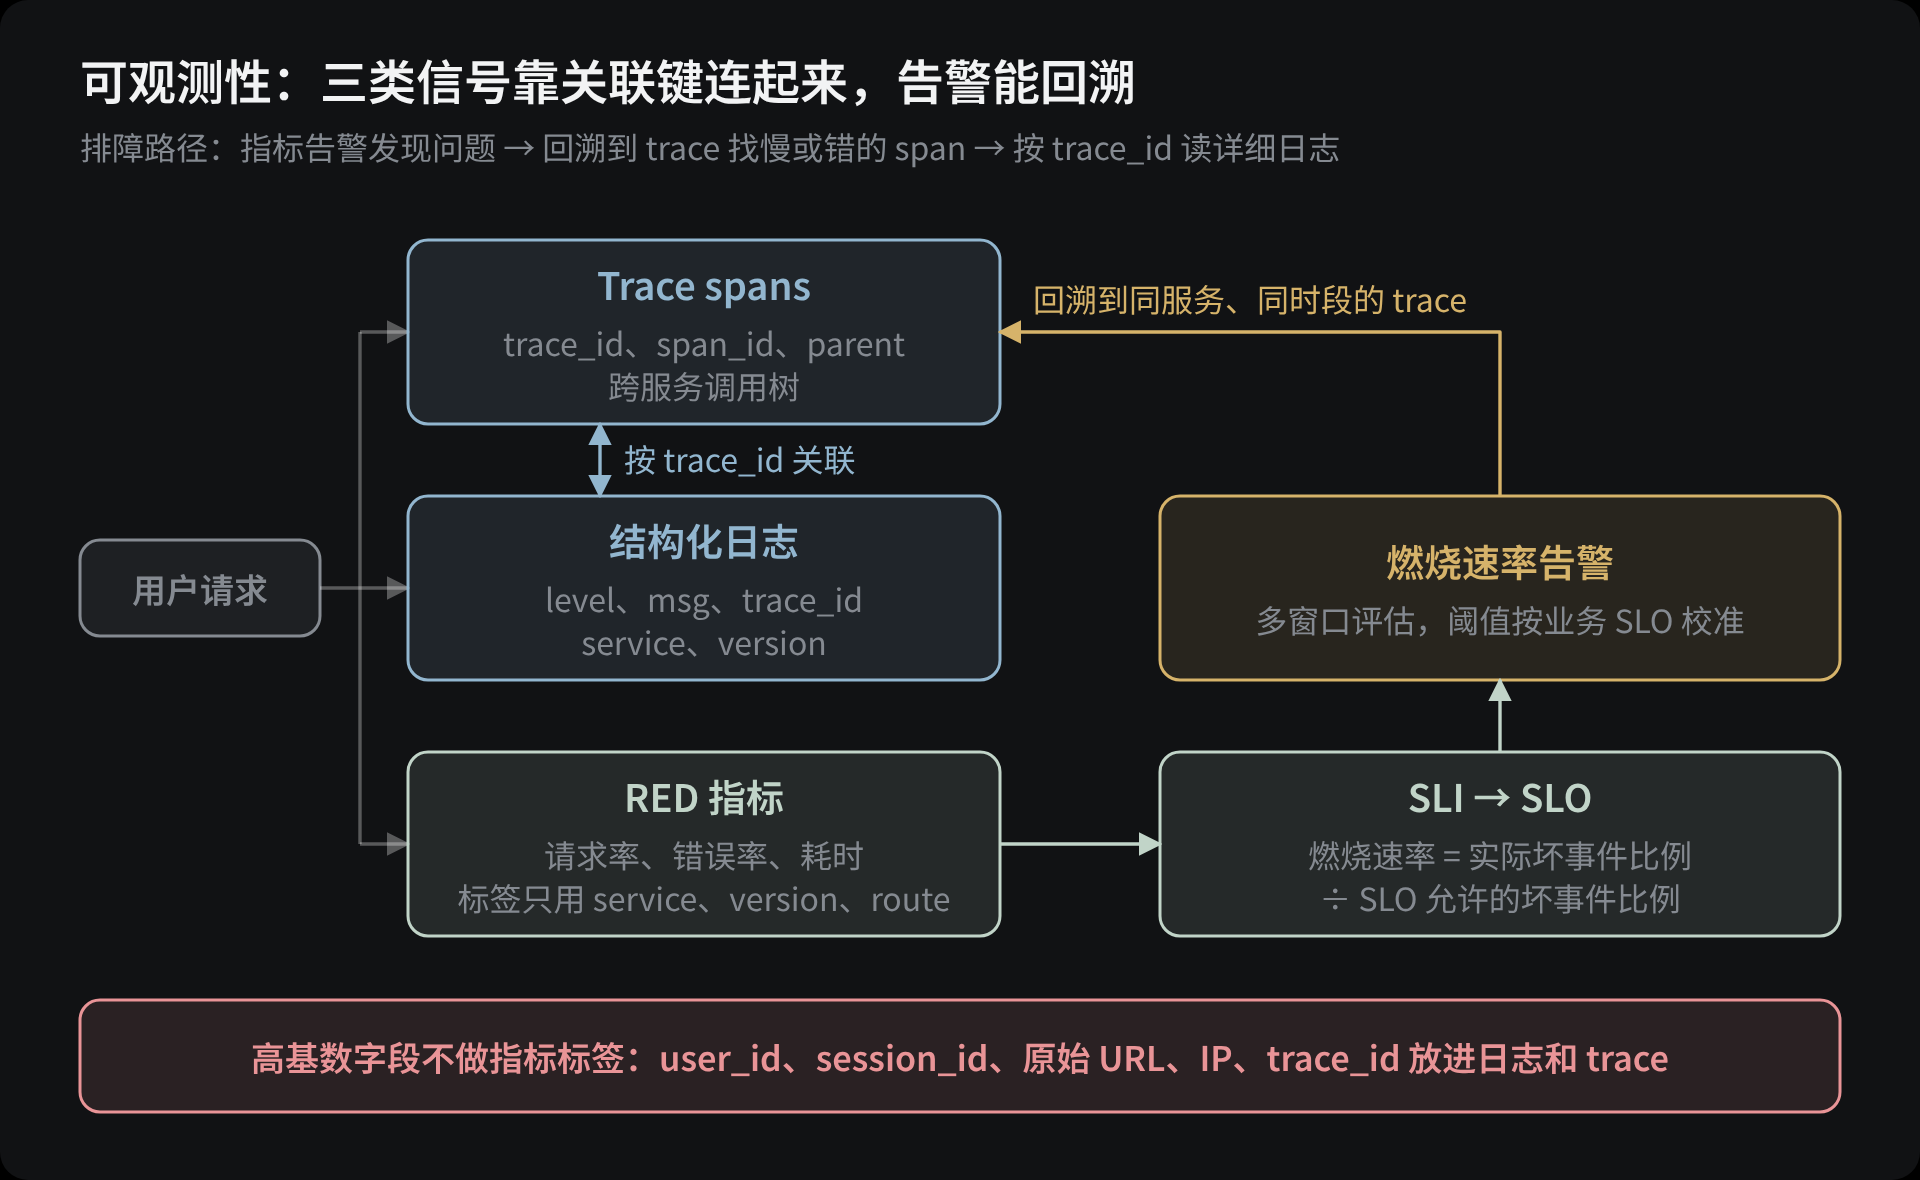 可观测性：三类信号靠关联键连起来，告警能回溯
排障路径：指标告警发现问题 → 回溯到 trace 找慢或错的 span → 按 trace_id 读详细日志
Trace spans
trace_id、span_id、parent
跨服务调用树
回溯到同服务、同时段的 trace
按 trace_id 关联
用户请求
结构化日志
level、msg、trace_id
service、version
燃烧速率告警
多窗口评估，阈值按业务 SLO 校准
RED 指标
请求率、错误率、耗时
标签只用 service、version、route
SLI → SLO
燃烧速率 = 实际坏事件比例
÷ SLO 允许的坏事件比例
高基数字段不做指标标签：user_id、session_id、原始 URL、IP、trace_id 放进日志和 trace